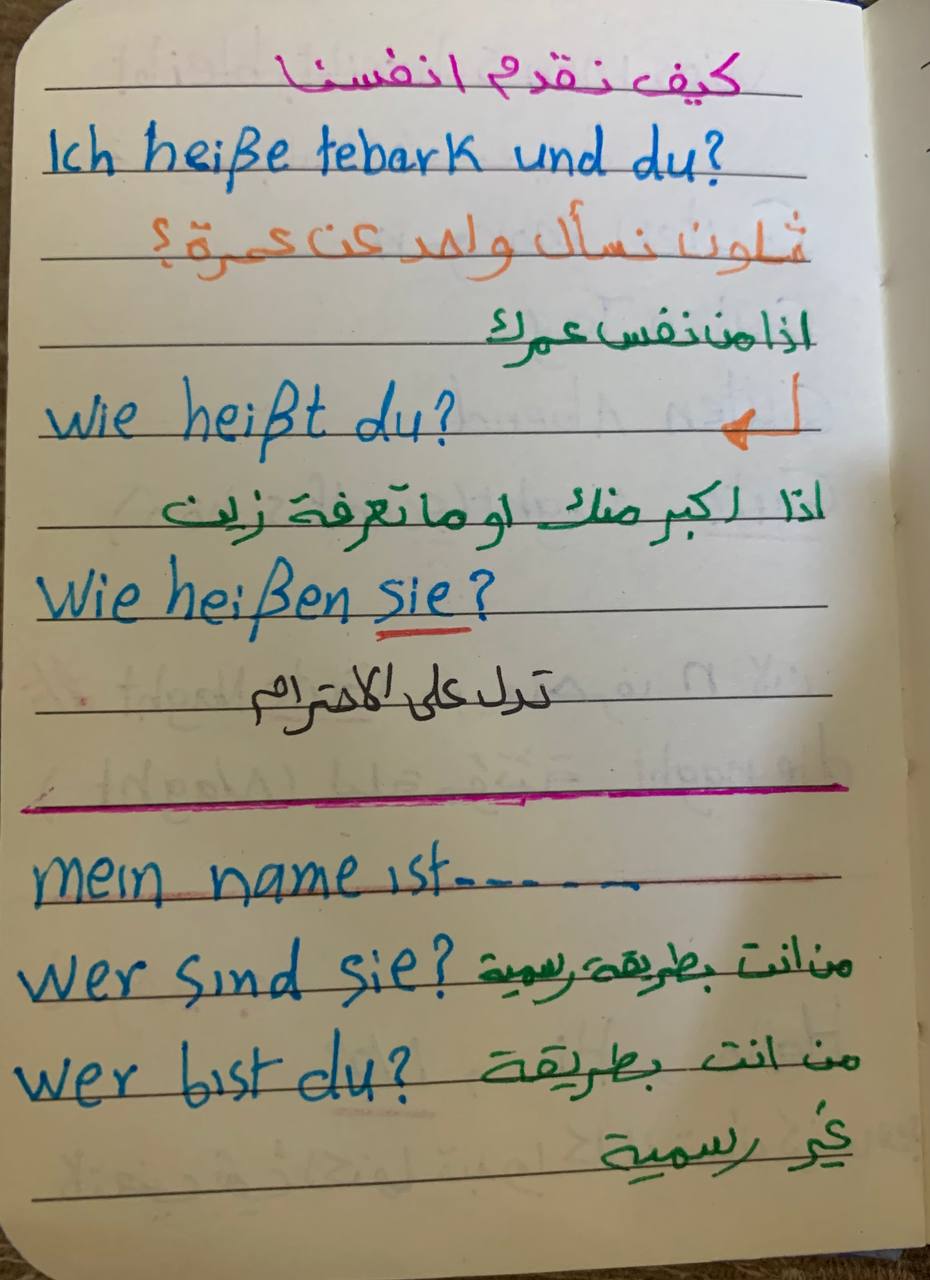 كيف نقدم انفسنا
Ich heiße tebark und du?
شلون نسأل واحد عن عمرة؟
اذا من نفس عمرك
wie heißt du?
اذا اكبر منك او ما تعرفة زين
Wie heißen sie?
تدل على الاحترام
mein name ist------
wer sind sie? من انت بطريقة رسمية
wer bist du? من انت بطريقة
غير رسمية